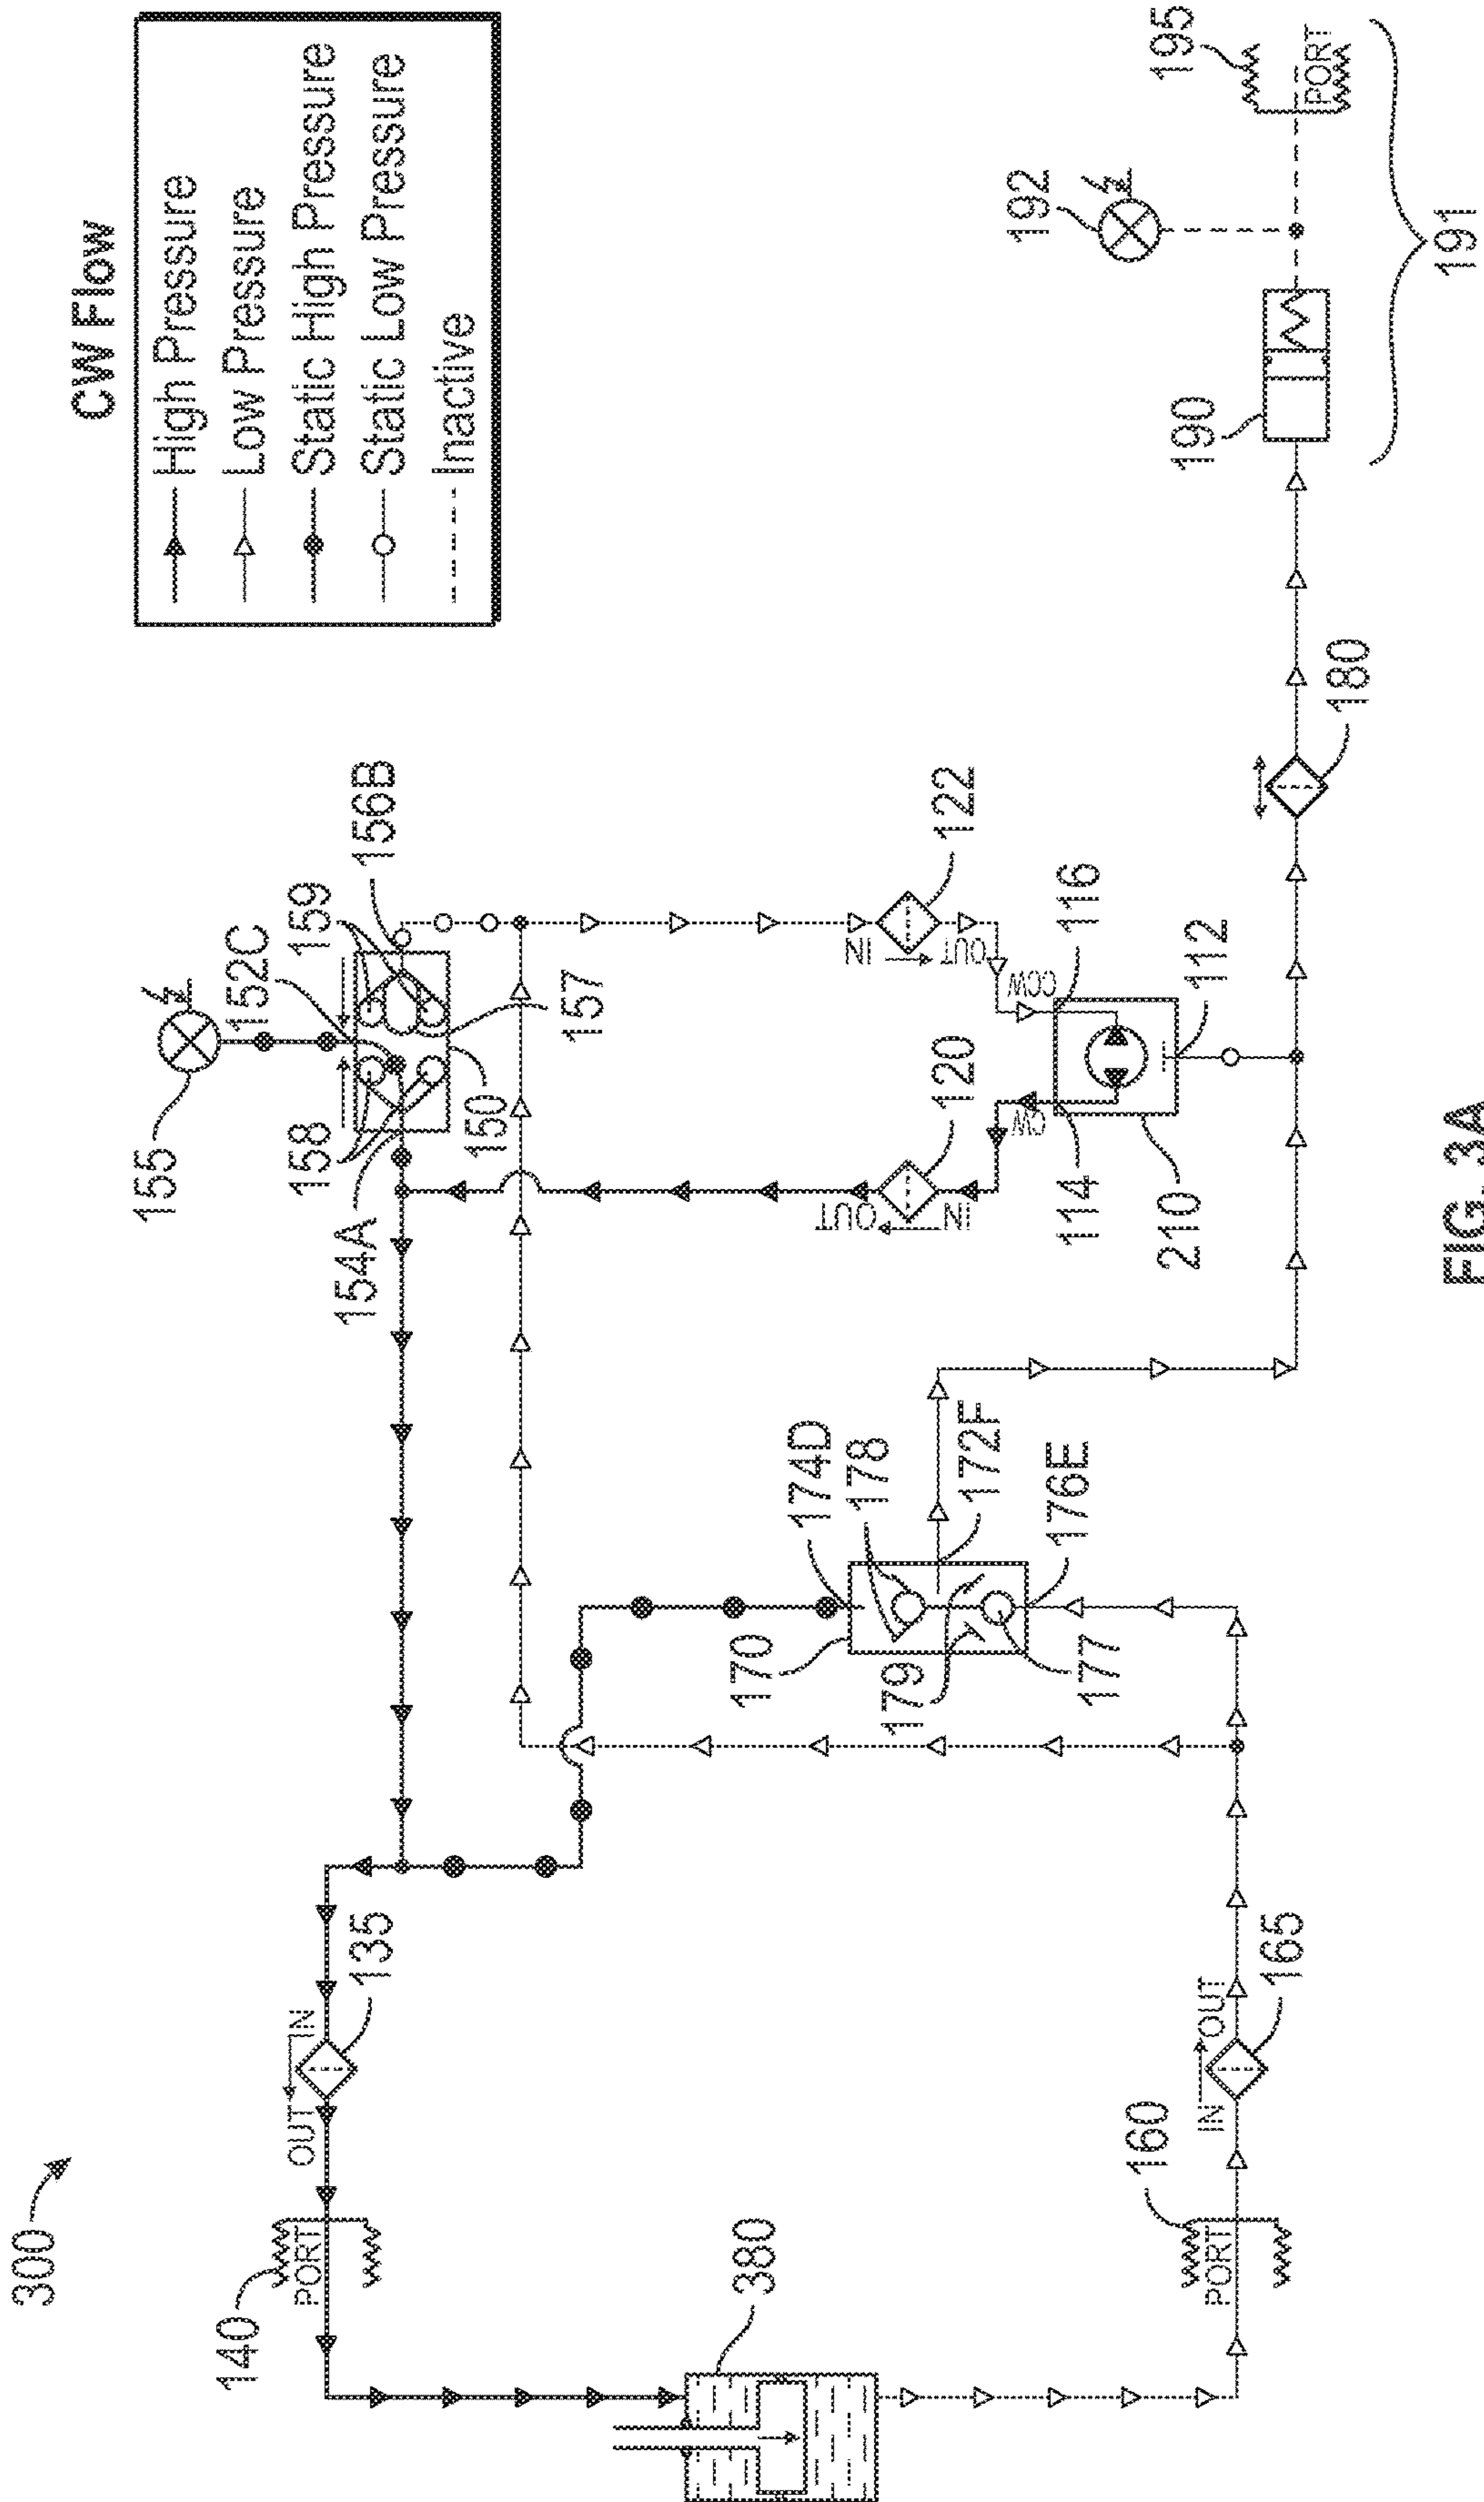 CW Flow
High Pressure
Low Pressure
Static High Pressure
Static Low Pressure
Inactive
300
140
PORT
OUT
IN
135
154A
158
155
152C
159
156B
150
157
380
170
174D
178
172F
176E
179
177
OUT
IN
120
CW
114
210
IN
OUT
122
CCW
116
112
160
PORT
IN
OUT
165
180
190
192
195
PORT
191
FIG. 3A